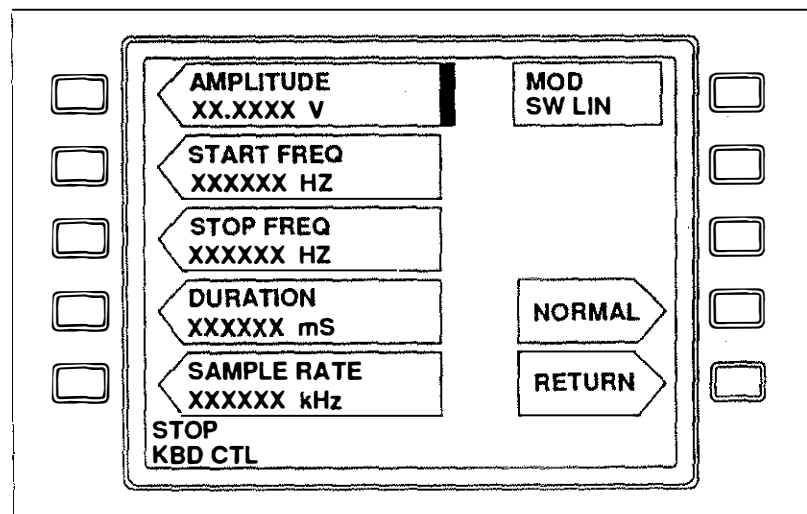 AMPLITUDE
XX.XXXX V
MOD
SW LIN
START FREQ
XXXXXX HZ
STOP FREQ
XXXXXX HZ
DURATION
XXXXXX mS
NORMAL
SAMPLE RATE
XXXXXX kHz
RETURN
STOP
KBD CTL